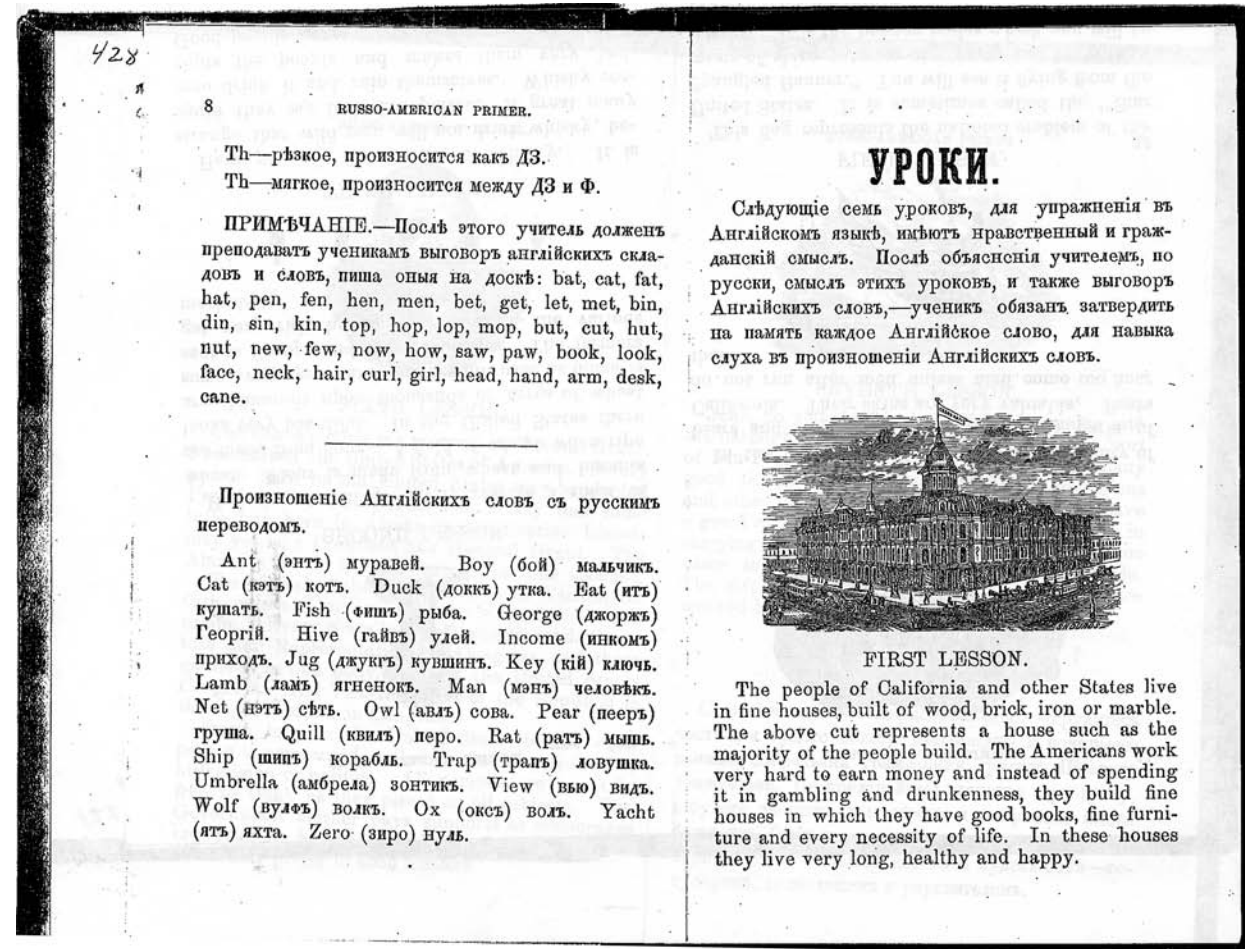 428
8 RUSSO-AMERICAN PRIMER.
Th—рѣзкое, произносится какъ ДЗ.
Th—мягкое, произносится между ДЗ и Ф.
ПРИМѢЧАНІЕ.—Послѣ этого учитель долженъ
преподавать ученикамъ выговоръ англійскихъ скла-
довъ и словъ, пиша оныя на доскѣ: bat, cat, fat,
hat, pen, fen, hen, men, bet, get, let, met, bin,
din, sin, kin, top, hop, lop, mop, but, cut, hut,
nut, new, few, now, how, saw, paw, book, look,
face, neck, hair, curl, girl, head, hand, arm, desk,
cane.
Произношеніе Англійскихъ словъ съ русскимъ
переводомъ.
Ant (энтъ) муравей. Boy (бой) мальчикъ.
Cat (кэтъ) котъ. Duck (доккъ) утка. Eat (итъ)
кушать. Fish (фишъ) рыба. George (джоржъ)
Георгій. Hive (гайвъ) улей. Income (инкомъ)
приходъ. Jug (джукгъ) кувшинъ. Key (кій) ключь.
Lamb (ламъ) ягненокъ. Man (мэнъ) человѣкъ.
Net (нэтъ) сѣть. Owl (авлъ) сова. Pear (пееръ)
груша. Quill (квилъ) перо. Rat (ратъ) мышь.
Ship (шипъ) корабль. Trap (трапъ) ловушка.
Umbrella (амбрела) зонтикъ. View (вью) видъ.
Wolf (вулфъ) волкъ. Ox (оксъ) волъ. Yacht
(ятъ) яхта. Zero (зиро) нуль.
УРОКИ.
Слѣдующіе семь уроковъ, для упражненія въ
Англійскомъ языкѣ, имѣютъ нравственный и граж-
данскій смыслъ. Послѣ объясненія учителемъ, по
русски, смыслъ этихъ уроковъ, и также выговоръ
Англійскихъ словъ,—ученикъ обязанъ затвердить
на память каждое Англійское слово, для навыка
слуха въ произношеніи Англійскихъ словъ.
FIRST LESSON.
The people of California and other States live
in fine houses, built of wood, brick, iron or marble.
The above cut represents a house such as the
majority of the people build. The Americans work
very hard to earn money and instead of spending
it in gambling and drunkenness, they build fine
houses in which they have good books, fine furni-
ture and every necessity of life. In these houses
they live very long, healthy and happy.